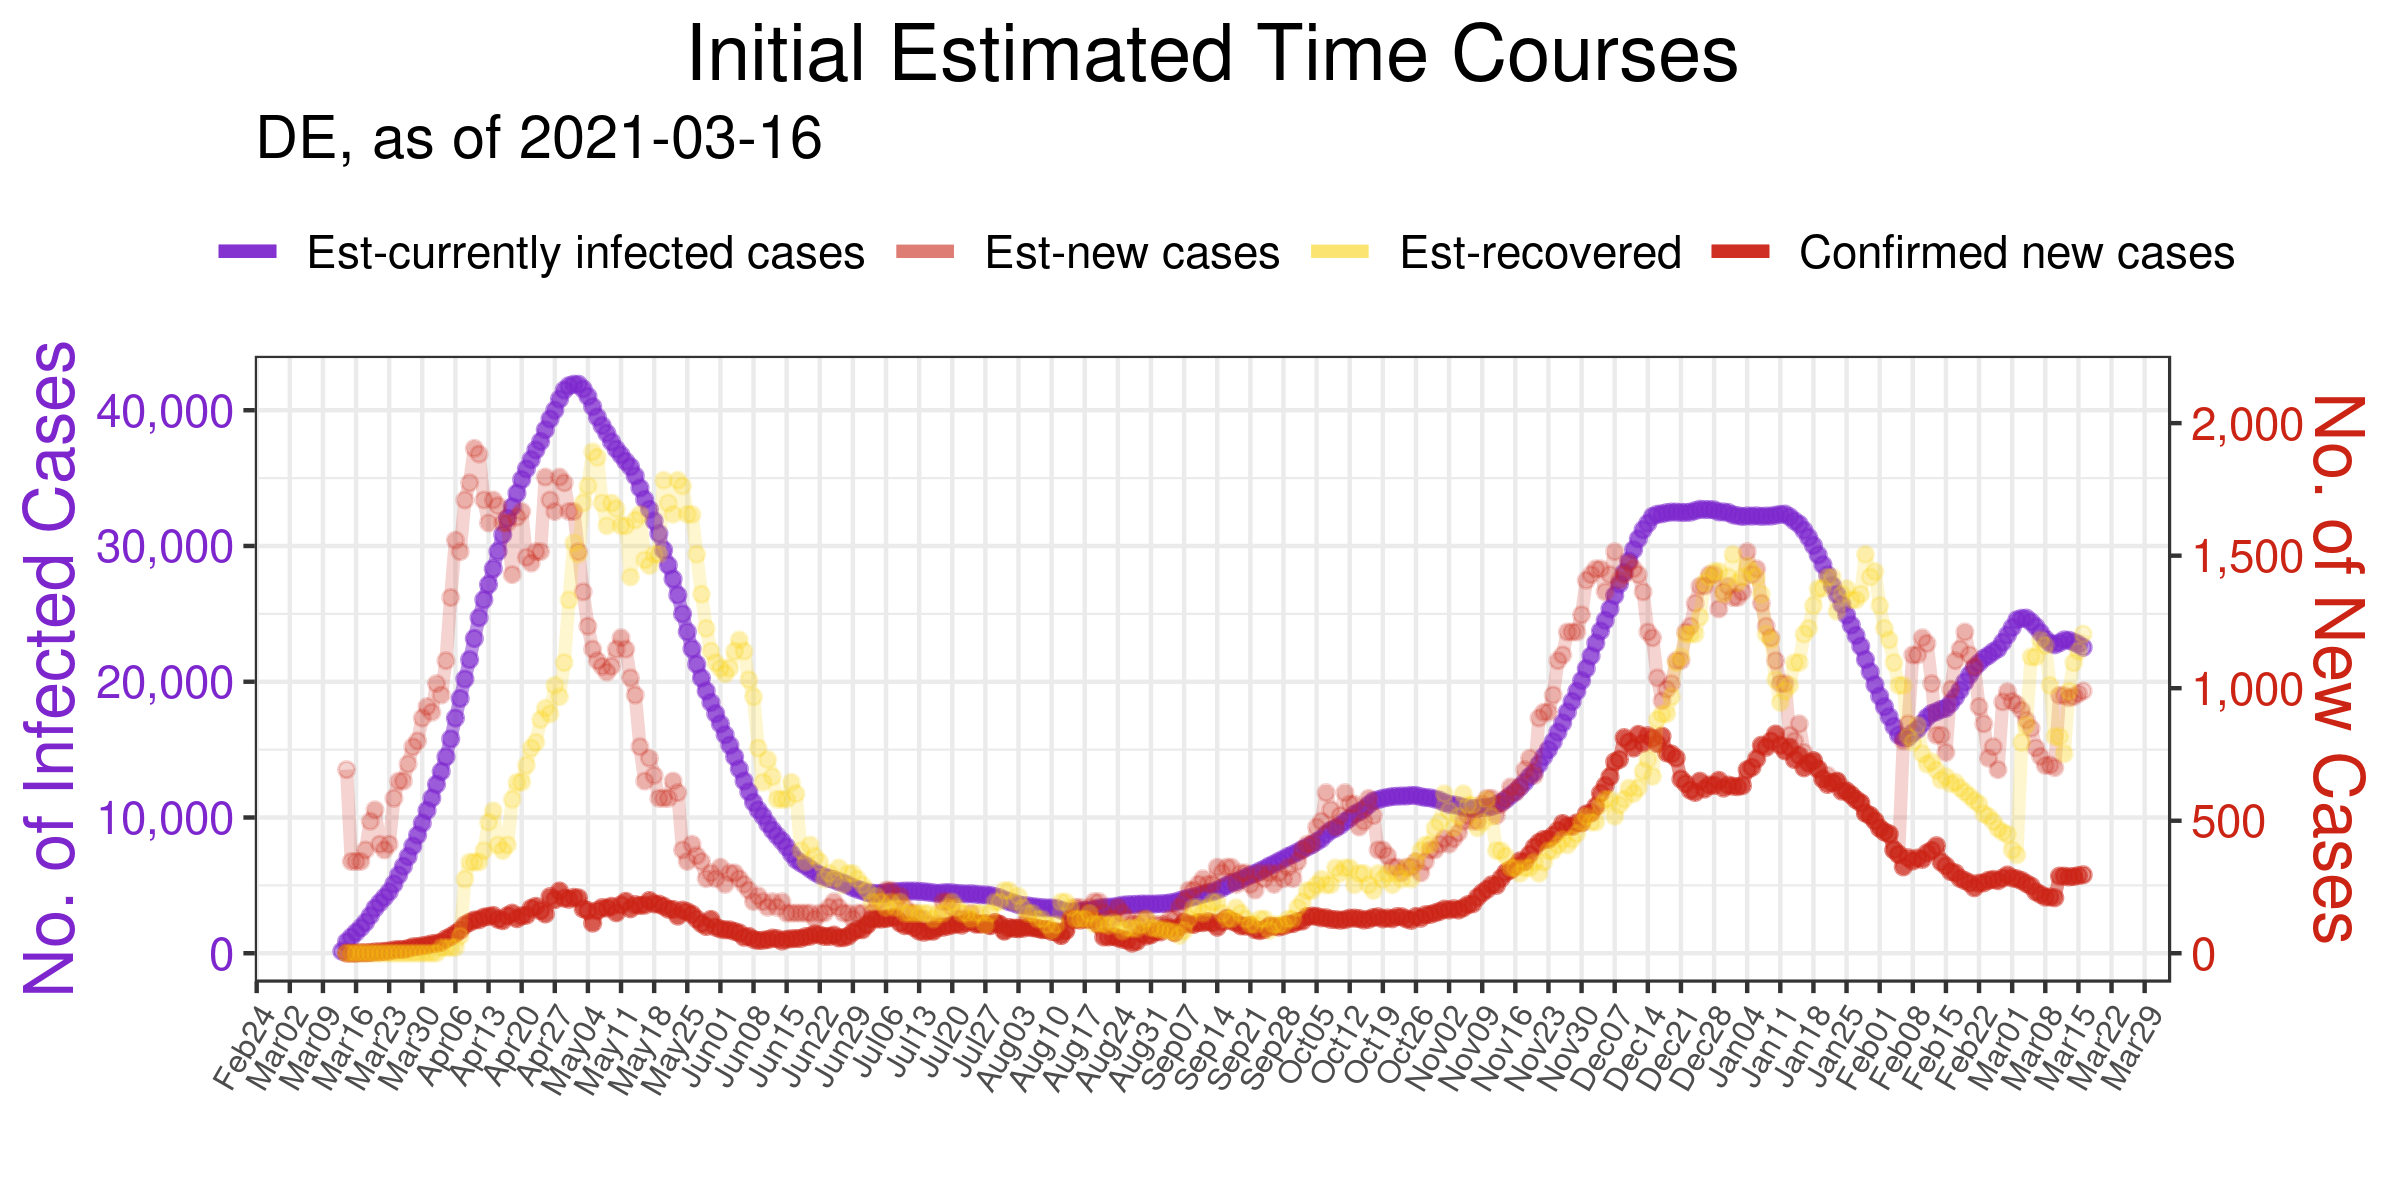 Initial Estimated Time Courses
DE, as of 2021-03-16
Est-currently infected cases Est-new cases Est-recovered Confirmed new cases
No. of Infected Cases
40,000
30,000
20,000
10,000
0
2,000
1,500
1,000
500
0
No. of New Cases
Feb24 Mar02 Mar09 Mar16 Mar23 Mar30 Apr06 Apr13 Apr20 Apr27 May04 May11 May18 May25 Jun01 Jun08 Jun15 Jun22 Jun29 Jul06 Jul13 Jul20 Jul27 Aug03 Aug10 Aug17 Aug24 Aug31 Sep07 Sep14 Sep21 Sep28 Oct05 Oct12 Oct19 Oct26 Nov02 Nov09 Nov16 Nov23 Nov30 Dec07 Dec14 Dec21 Dec28 Jan04 Jan11 Jan18 Jan25 Feb01 Feb08 Feb15 Feb22 Mar01 Mar08 Mar15 Mar22 Mar29